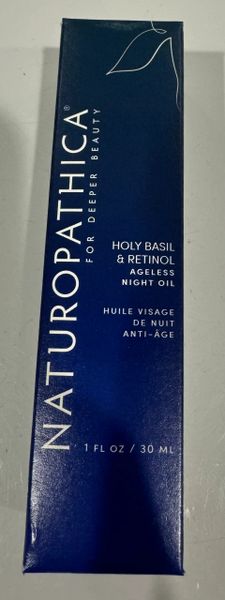 NATUROPATHICA®
FOR DEEPER BEAUTY
HOLY BASIL
& RETINOL
AGELESS
NIGHT OIL
HUILE VISAGE
DE NUIT
ANTI-ÂGE
1 FL OZ / 30 ML